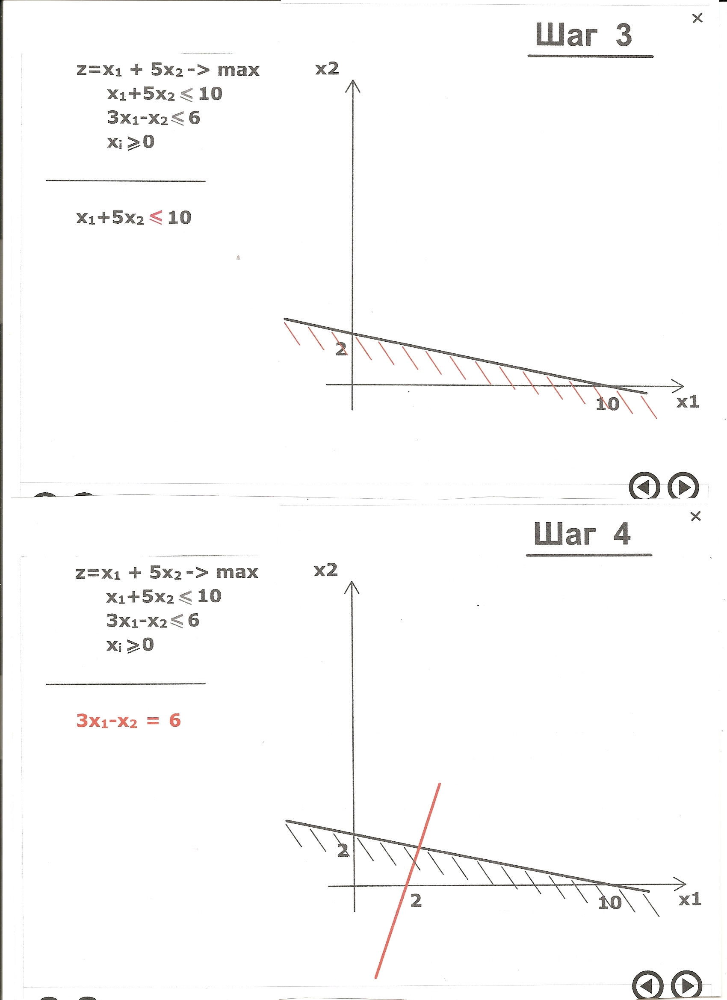 Шаг 3
z=x₁ + 5x₂ -> max
x₁+5x₂ ⩽ 10
3x₁-x₂ ⩽ 6
xᵢ ⩾ 0
x₁+5x₂ ⩽ 10
x2
2
10
x1
Шаг 4
z=x₁ + 5x₂ -> max
x₁+5x₂ ⩽ 10
3x₁-x₂ ⩽ 6
xᵢ ⩾ 0
3x₁-x₂ = 6
x2
2
2
10
x1